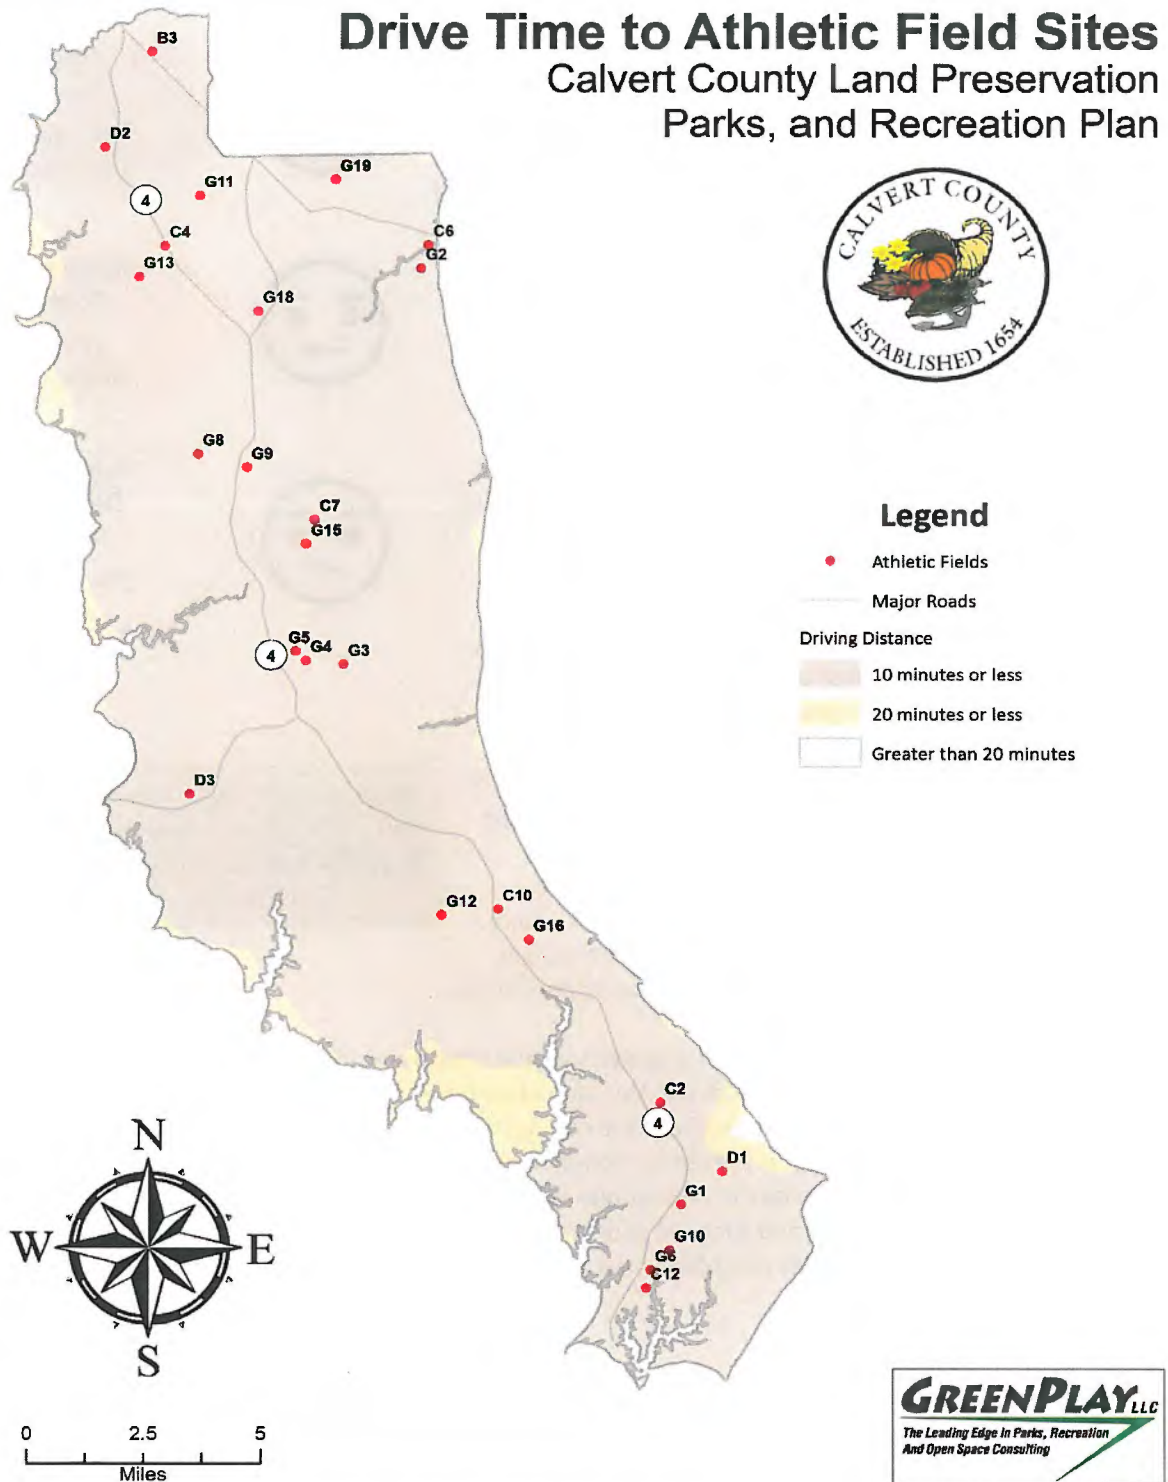 Drive Time to Athletic Field Sites
Calvert County Land Preservation
Parks, and Recreation Plan
CALVERT COUNTY
ESTABLISHED 1654
B3
D2
4
G11
G19
C4
G13
C6
G2
G18
G8
G9
C7
G15
Legend
Athletic Fields
Major Roads
Driving Distance
10 minutes or less
20 minutes or less
Greater than 20 minutes
4
G5
G4
G3
D3
G12
C10
G16
C2
4
D1
G1
G10
G6
C12
N
W
E
S
0 2.5 5
Miles
GREENPLAY LLC
The Leading Edge In Parks, Recreation
And Open Space Consulting